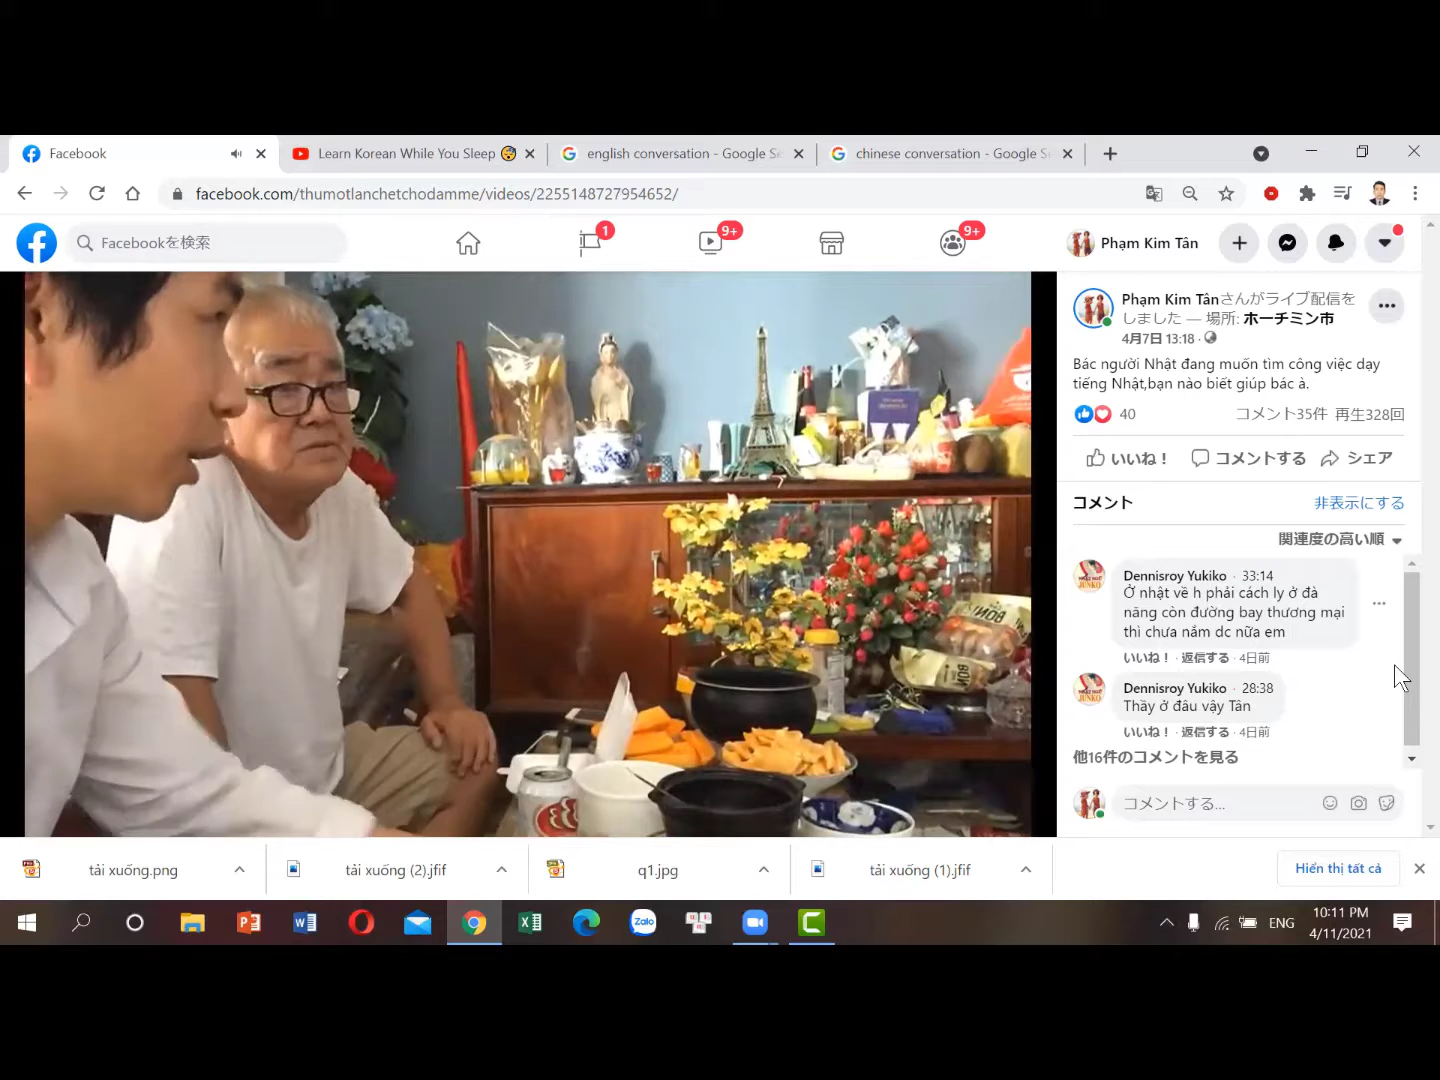 Facebook
Learn Korean While You Sleep 😴
english conversation - Google Se
chinese conversation - Google S
facebook.com/thumotlanchetchodamme/videos/2255148727954652/
Facebookを検索
1
9+
9+
Phạm Kim Tân
Phạm Kim Tânさんがライブ配信を
しました — 場所: ホーチミン市
4月7日 13:18 ·
Bác người Nhật đang muốn tìm công việc dạy
tiếng Nhật,bạn nào biết giúp bác à.
40
コメント35件 再生328回
いいね！ コメントする シェア
コメント
非表示にする
関連度の高い順
Dennisroy Yukiko · 33:14
Ở nhật về h phải cách ly ở đà
nãng còn đường bay thương mại
thì chưa nắm dc nữa em
いいね！ · 返信する · 4日前
Dennisroy Yukiko · 28:38
Thầy ở đâu vậy Tân
いいね！ · 返信する · 4日前
他16件のコメントを見る
コメントする...
NHẬT NGỮ
JUNKO
NHẬT NGỮ
JUNKO
BON
tải xuống.png
tải xuống (2).jfif
q1.jpg
tải xuống (1).jfif
Hiển thị tất cả
Zalo
ENG
10:11 PM
4/11/2021